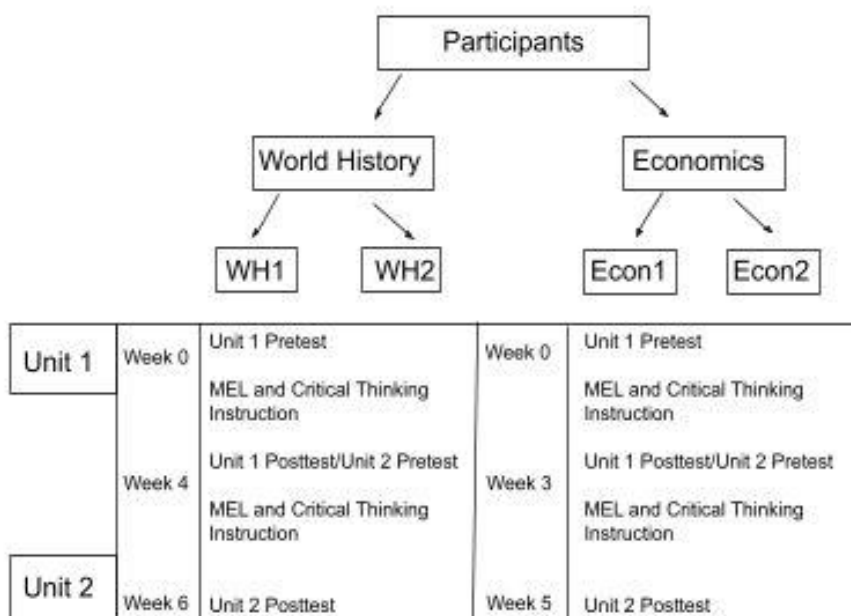 Participants
World History
Economics
WH1
WH2
Econ1
Econ2
Unit 1
Week 0
Unit 1 Pretest
MEL and Critical Thinking
Instruction
Week 4
Unit 1 Posttest/Unit 2 Pretest
MEL and Critical Thinking
Instruction
Unit 2
Week 6
Unit 2 Posttest
Week 0
Unit 1 Pretest
MEL and Critical Thinking
Instruction
Week 3
Unit 1 Posttest/Unit 2 Pretest
MEL and Critical Thinking
Instruction
Week 5
Unit 2 Posttest